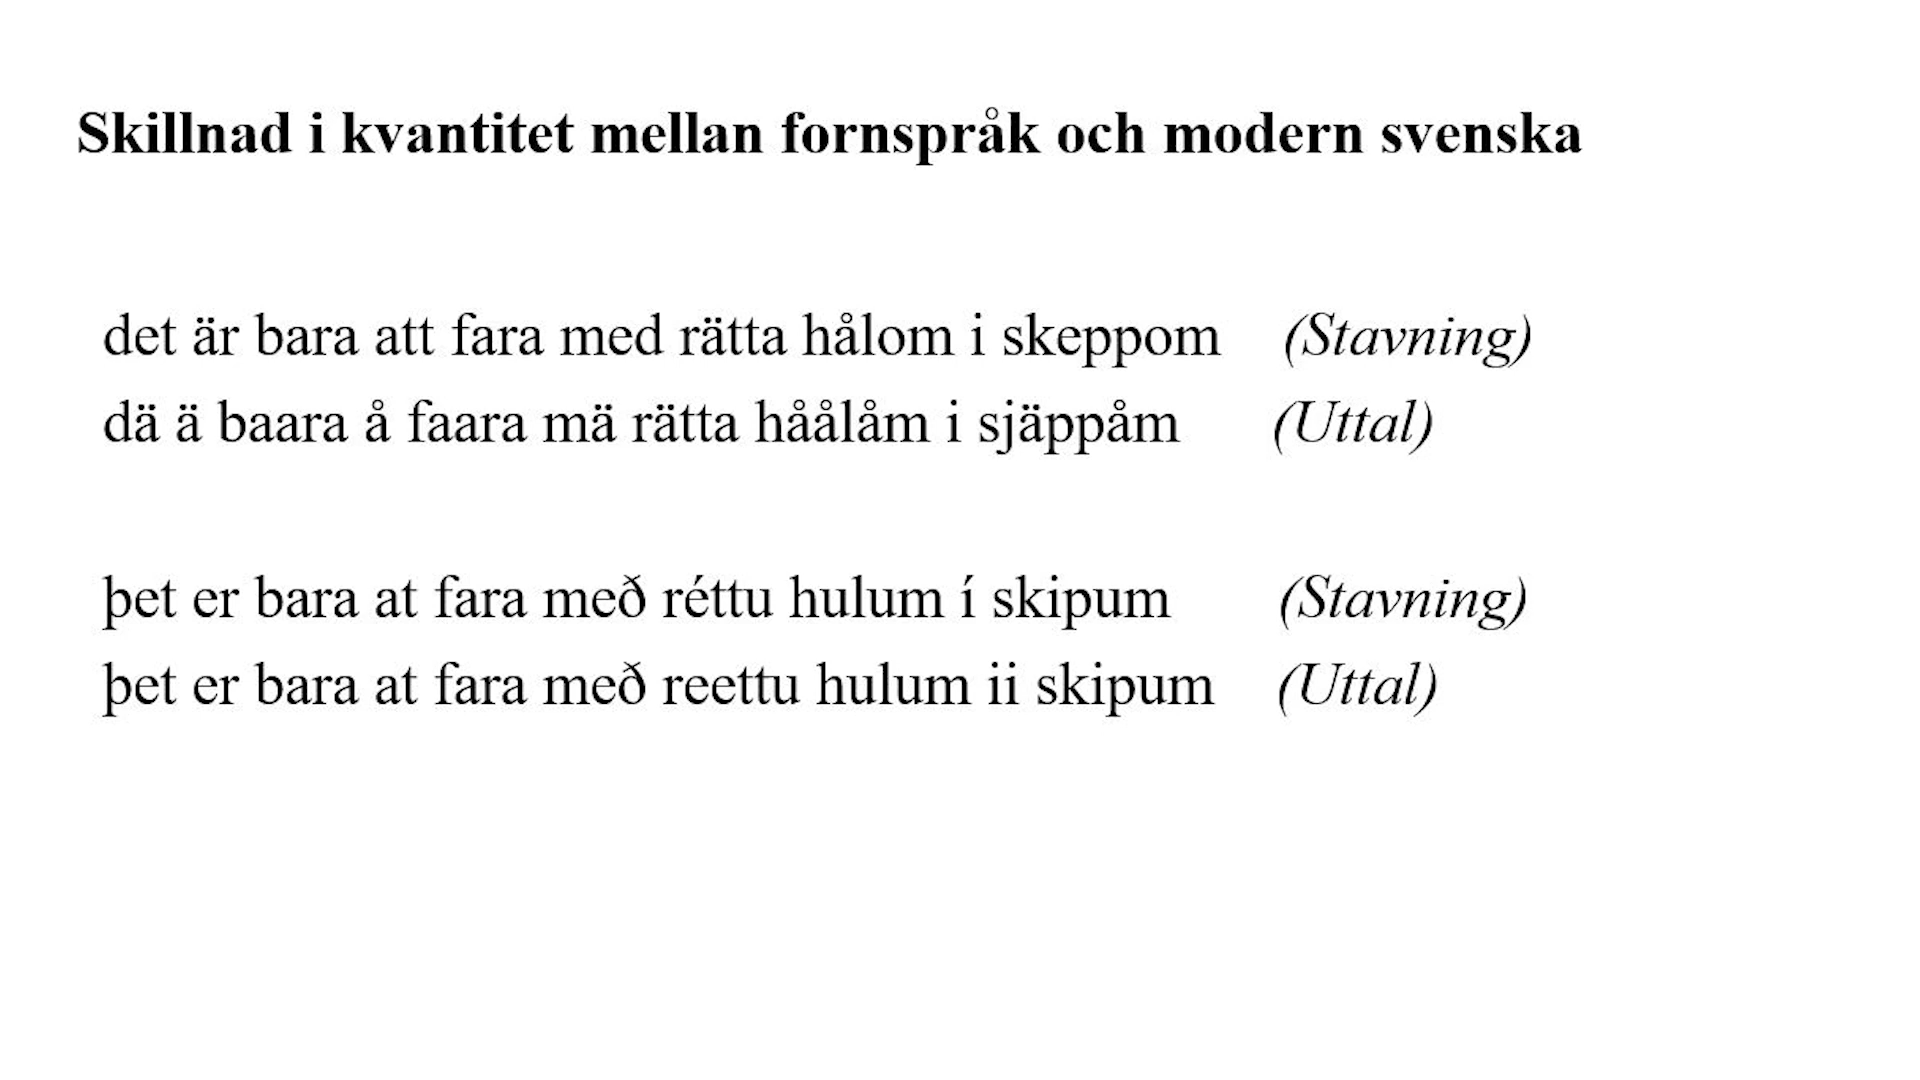 Skillnad i kvantitet mellan fornspråk och modern svenska
det är bara att fara med rätta hålom i skeppom (Stavning)
dä ä baara å faara mä rätta håålåm i sjäppåm (Uttal)
þet er bara at fara með réttu hulum í skipum (Stavning)
þet er bara at fara með reettu hulum ii skipum (Uttal)